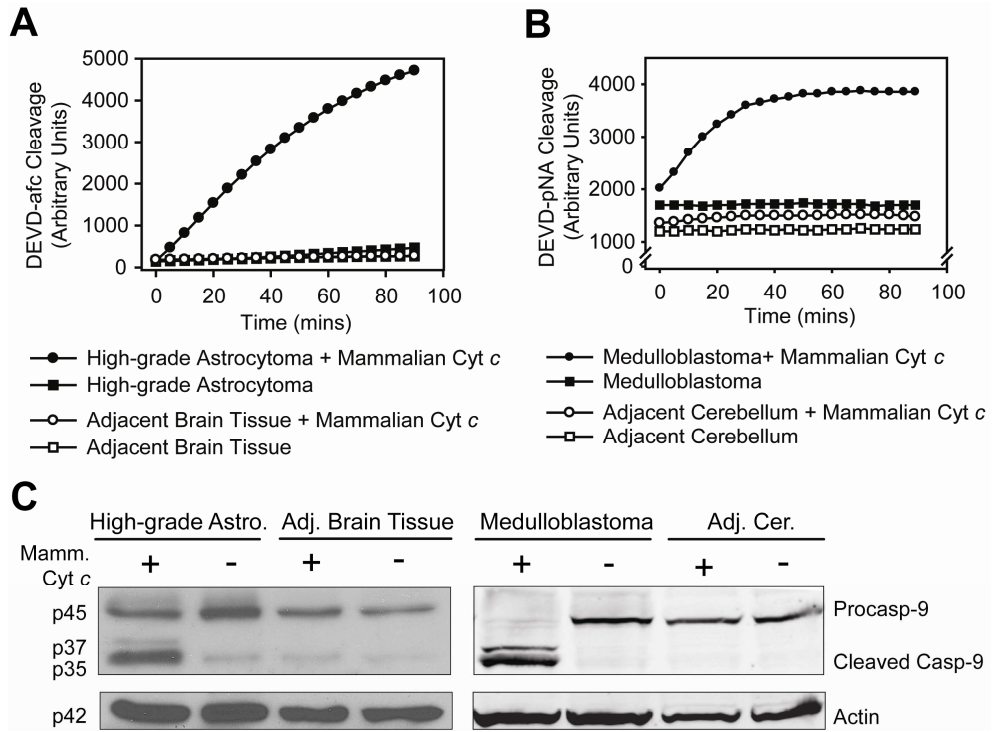 A
DEVD-afc Cleavage
(Arbitrary Units)
5000
4000
3000
2000
1000
0
0 20 40 60 80 100
Time (mins)
High-grade Astrocytoma + Mammalian Cyt c
High-grade Astrocytoma
Adjacent Brain Tissue + Mammalian Cyt c
Adjacent Brain Tissue
B
DEVD-pNA Cleavage
(Arbitrary Units)
4000
3000
2000
1000
0
0 20 40 60 80 100
Time (mins)
Medulloblastoma+ Mammalian Cyt c
Medulloblastoma
Adjacent Cerebellum + Mammalian Cyt c
Adjacent Cerebellum
C
High-grade Astro. Adj. Brain Tissue Medulloblastoma Adj. Cer.
Mamm.
Cyt c
+ - + - + - + -
p45 Procasp-9
p37
p35 Cleaved Casp-9
p42 Actin